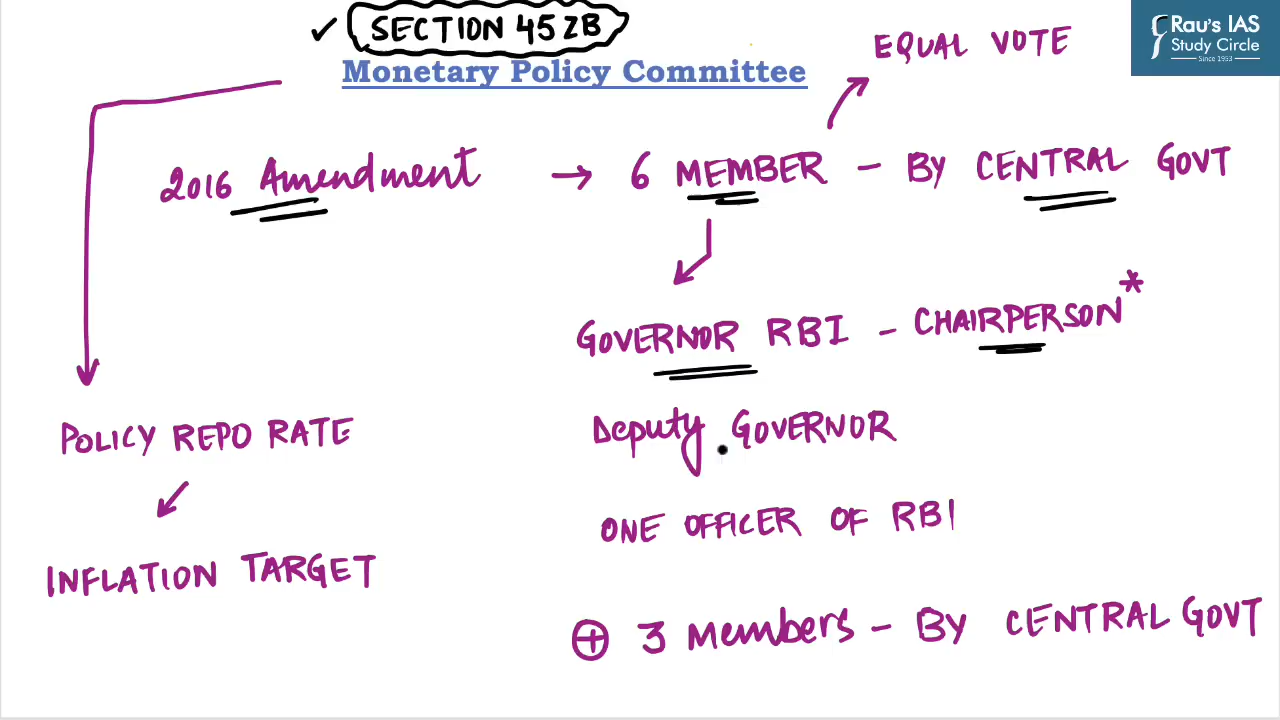 ✓ SECTION 45ZB
Monetary Policy Committee
EQUAL VOTE
Rau's IAS
Study Circle
Since 1953
2016 Amendment → 6 MEMBER - BY CENTRAL GOVT
GOVERNOR RBI - CHAIRPERSON*
POLICY REPO RATE
Deputy GOVERNOR
ONE OFFICER OF RBI
INFLATION TARGET
⊕ 3 Members - BY CENTRAL GOVT